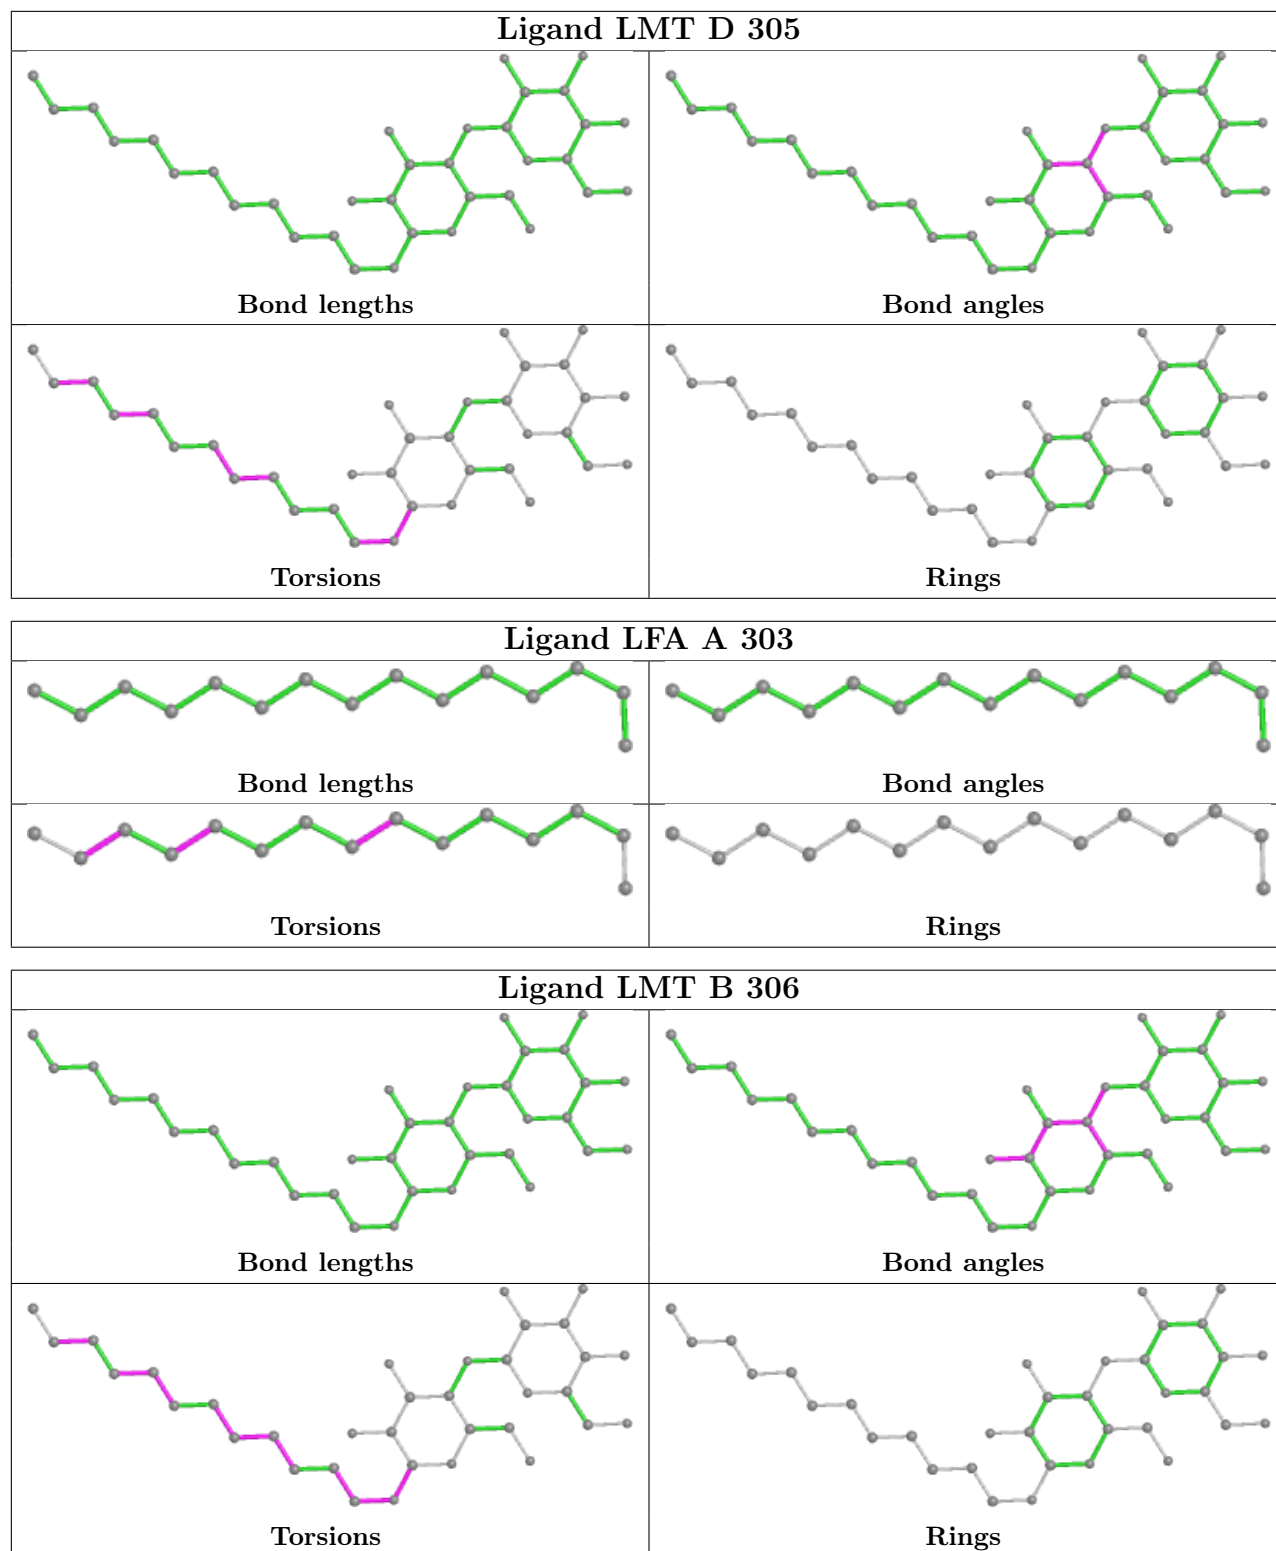 Ligand LMT D 305
Bond lengths
Bond angles
Torsions
Rings
Ligand LFA A 303
Bond lengths
Bond angles
Torsions
Rings
Ligand LMT B 306
Bond lengths
Bond angles
Torsions
Rings